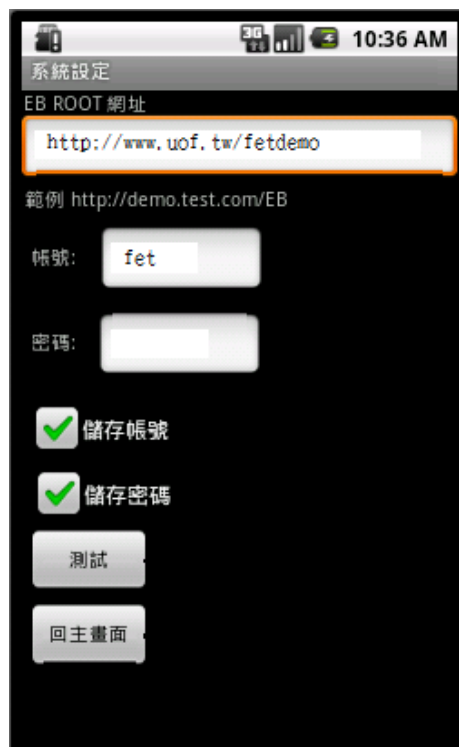 3G 10:36 AM
系統設定
EB ROOT 網址
http://www.uof.tw/fetdemo
範例 http://demo.test.com/EB
帳號: fet
密碼:
儲存帳號
儲存密碼
測試
回主畫面